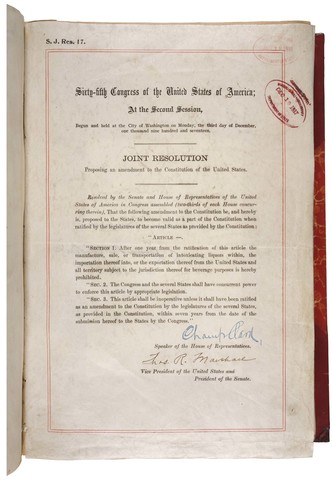 S. J. Res. 17.
Sixty-fifth Congress of the United States of America;
At the Second Session,
Begun and held at the City of Washington on Monday, the third day of December,
one thousand nine hundred and seventeen.
JOINT RESOLUTION
Proposing an amendment to the Constitution of the United States.
Resolved by the Senate and House of Representatives of the United
States of America in Congress assembled (two-thirds of each House concur-
ring therein), That the following amendment to the Constitution be, and hereby
is, proposed to the States, to become valid as a part of the Constitution when
ratified by the legislatures of the several States as provided by the Constitution:
"ARTICLE —.
"SECTION 1. After one year from the ratification of this article the
manufacture, sale, or transportation of intoxicating liquors within, the
importation thereof into, or the exportation thereof from the United States and
all territory subject to the jurisdiction thereof for beverage purposes is hereby
prohibited.
"SEC. 2. The Congress and the several States shall have concurrent power
to enforce this article by appropriate legislation.
"SEC. 3. This article shall be inoperative unless it shall have been ratified
as an amendment to the Constitution by the legislatures of the several States,
as provided in the Constitution, within seven years from the date of the
submission hereof to the States by the Congress."
Champ Clark
Speaker of the House of Representatives.
Thos. R. Marshall
Vice President of the United States and
President of the Senate.
DEC 19 1917